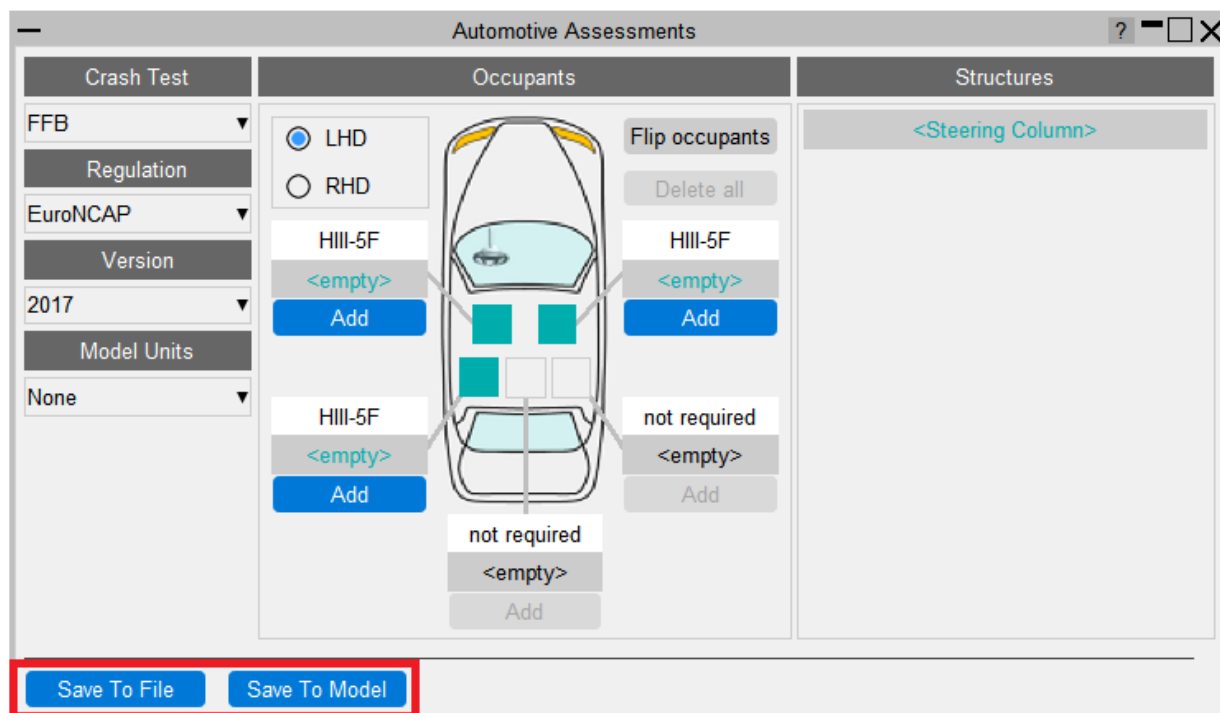 Automotive Assessments
?
Crash Test
FFB
Regulation
EuroNCAP
Version
2017
Model Units
None
Occupants
LHD
RHD
Flip occupants
Delete all
HIII-5F
<empty>
Add
HIII-5F
<empty>
Add
HIII-5F
<empty>
Add
not required
<empty>
Add
not required
<empty>
Add
Structures
<Steering Column>
Save To File
Save To Model